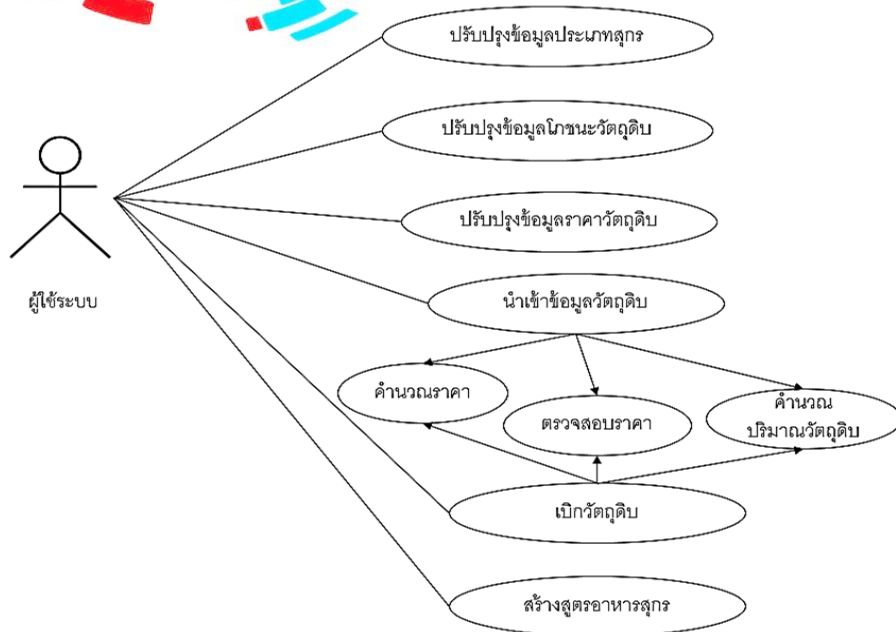 ปรับปรุงข้อมูลประเภทสุกร
ปรับปรุงข้อมูลโภชนะวัตถุดิบ
ปรับปรุงข้อมูลราคาวัตถุดิบ
นำเข้าข้อมูลวัตถุดิบ
ผู้ใช้ระบบ
คำนวณราคา
ตรวจสอบราคา
คำนวณ
ปริมาณวัตถุดิบ
เบิกวัตถุดิบ
สร้างสูตรอาหารสุกร